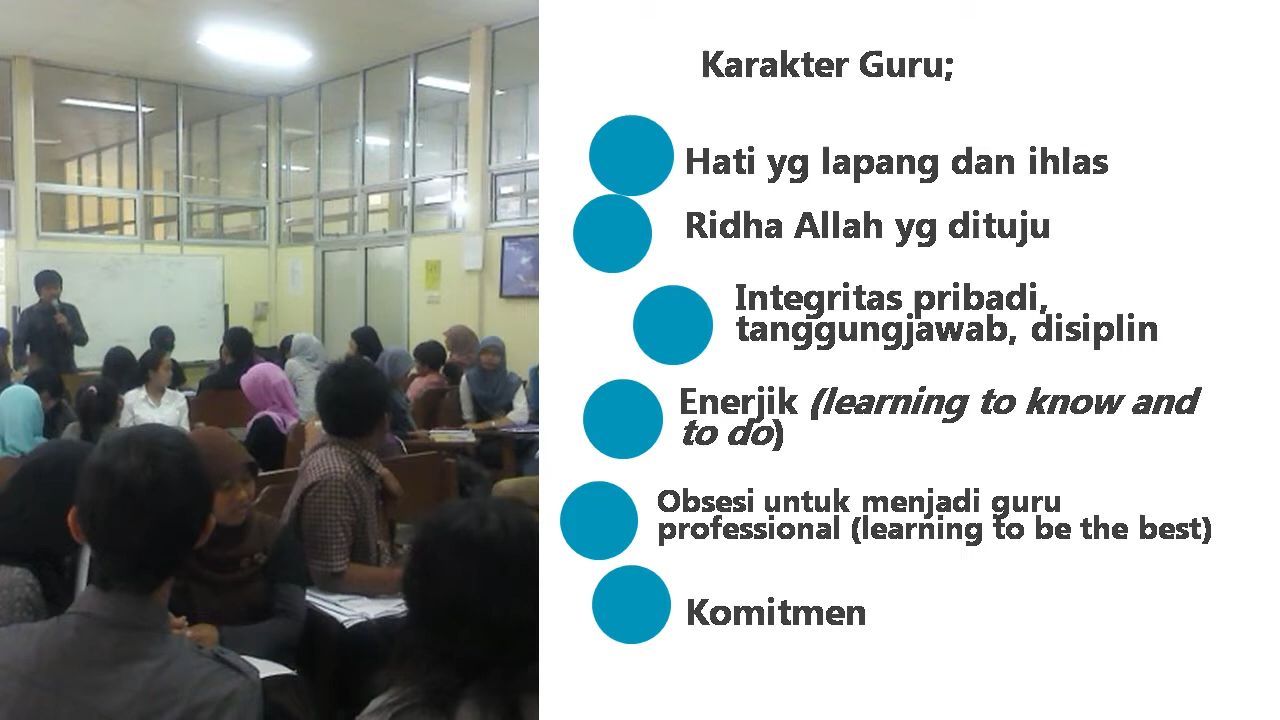 Karakter Guru;
Hati yg lapang dan ihlas
Ridha Allah yg dituju
Integritas pribadi,
tanggungjawab, disiplin
Enerjik (learning to know and
to do)
Obsesi untuk menjadi guru
professional (learning to be the best)
Komitmen